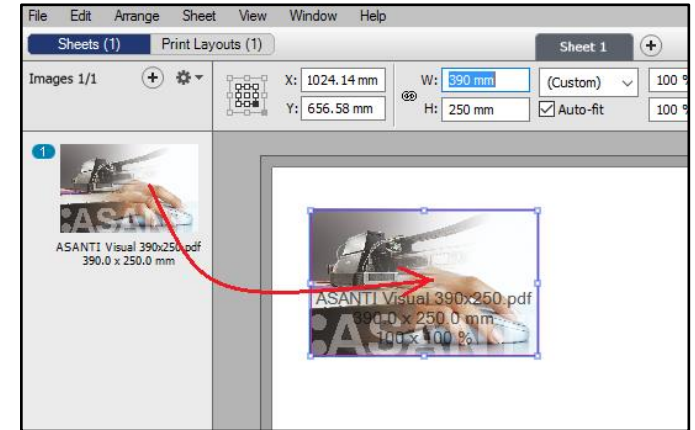 File Edit Arrange Sheet View Window Help
Sheets (1) Print Layouts (1) Sheet 1
Images 1/1 X: 1024.14 mm W: 390 mm (Custom) 100 %
Y: 656.58 mm H: 250 mm Auto-fit 100 %
1
:ASANTI
ASANTI Visual 390x250.pdf
390.0 x 250.0 mm
ASANTI Visual 390x250.pdf
390.0 x 250.0 mm
100 x 100 %
:ASANTI